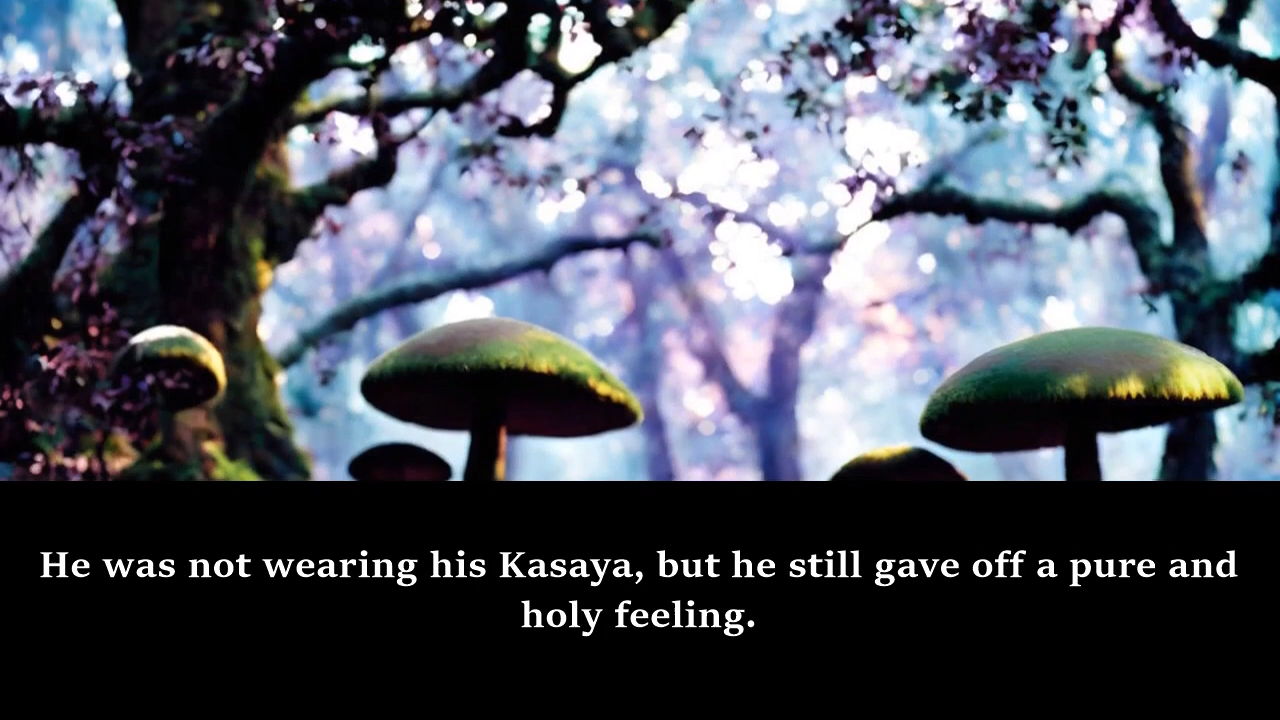 He was not wearing his Kasaya, but he still gave off a pure and
holy feeling.